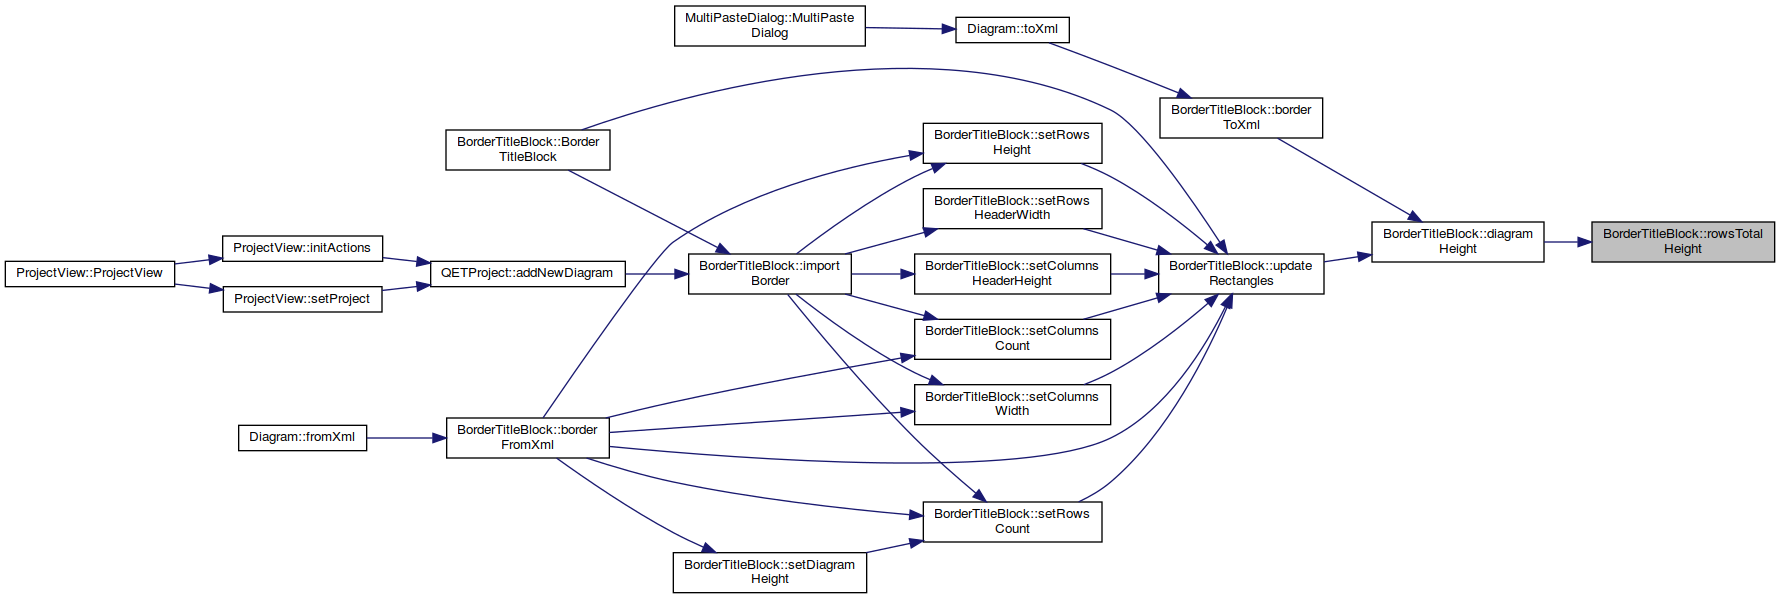 MultiPasteDialog::MultiPaste
Dialog
Diagram::toXml
BorderTitleBlock::border
ToXml
BorderTitleBlock::Border
TitleBlock
BorderTitleBlock::setRows
Height
BorderTitleBlock::setRows
HeaderWidth
BorderTitleBlock::diagram
Height
BorderTitleBlock::rowsTotal
Height
ProjectView::initActions
ProjectView::ProjectView
ProjectView::setProject
QETProject::addNewDiagram
BorderTitleBlock::import
Border
BorderTitleBlock::setColumns
HeaderHeight
BorderTitleBlock::update
Rectangles
BorderTitleBlock::setColumns
Count
BorderTitleBlock::setColumns
Width
Diagram::fromXml
BorderTitleBlock::border
FromXml
BorderTitleBlock::setRows
Count
BorderTitleBlock::setDiagram
Height